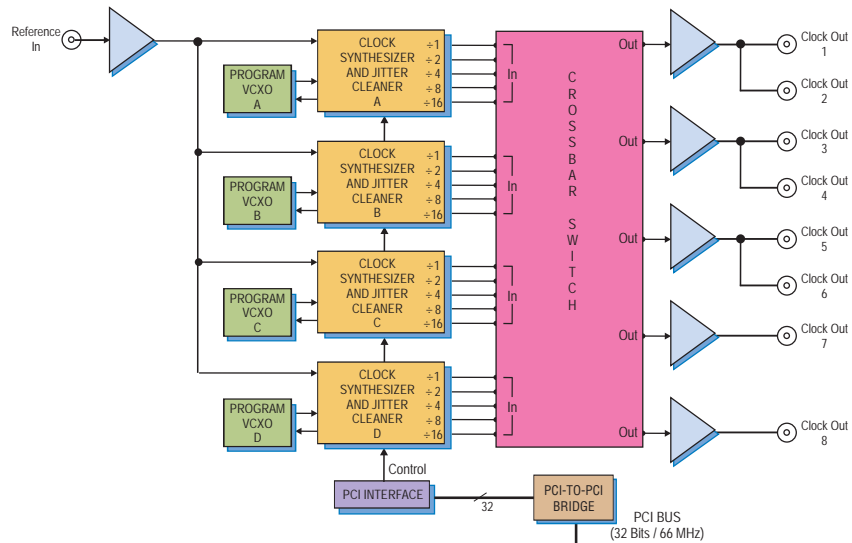 Reference
In
PROGRAM
VCXO
A
CLOCK
SYNTHESIZER
AND JITTER
CLEANER
A
÷1
÷2
÷4
÷8
÷16
In
PROGRAM
VCXO
B
CLOCK
SYNTHESIZER
AND JITTER
CLEANER
B
÷1
÷2
÷4
÷8
÷16
In
PROGRAM
VCXO
C
CLOCK
SYNTHESIZER
AND JITTER
CLEANER
C
÷1
÷2
÷4
÷8
÷16
In
PROGRAM
VCXO
D
CLOCK
SYNTHESIZER
AND JITTER
CLEANER
D
÷1
÷2
÷4
÷8
÷16
In
CROSSBAR SWITCH
Out
Clock Out
1
Clock Out
2
Out
Clock Out
3
Clock Out
4
Out
Clock Out
5
Clock Out
6
Out
Clock Out
7
Out
Clock Out
8
Control
PCI INTERFACE
32
PCI-TO-PCI
BRIDGE
PCI BUS
(32 Bits / 66 MHz)